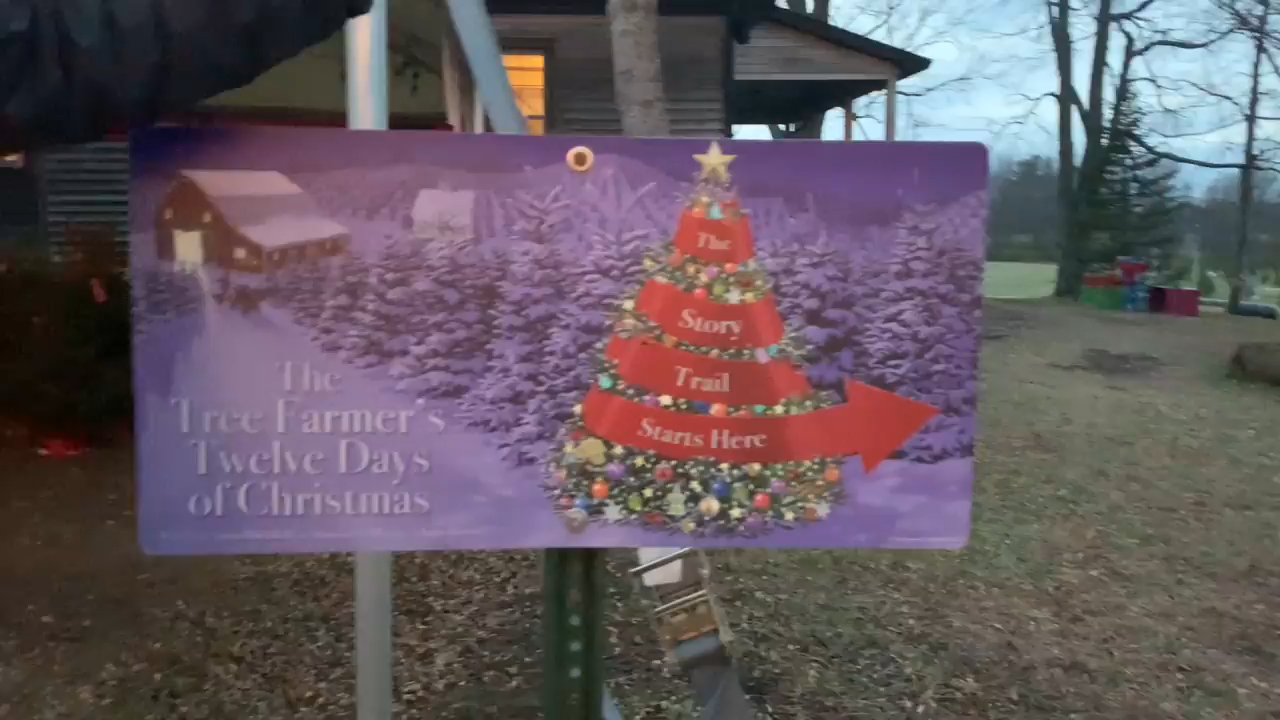 The
Tree Farmer's
Twelve Days
of Christmas
The
Story
Trail
Starts Here